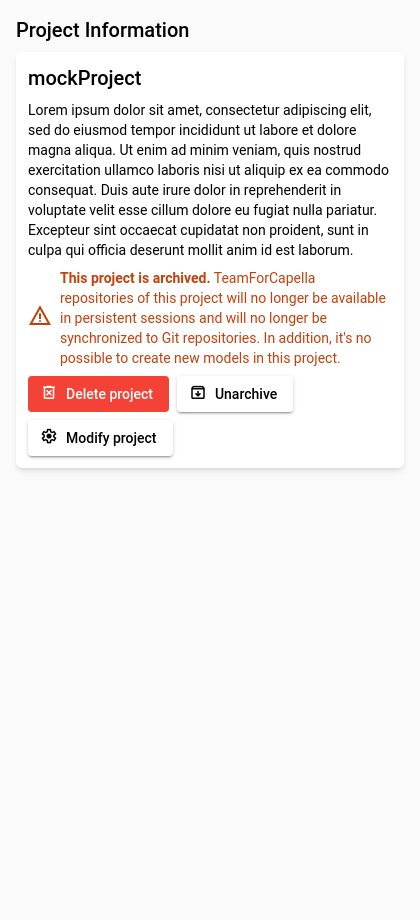 Project Information
mockProject
Lorem ipsum dolor sit amet, consectetur adipiscing elit,
sed do eiusmod tempor incididunt ut labore et dolore
magna aliqua. Ut enim ad minim veniam, quis nostrud
exercitation ullamco laboris nisi ut aliquip ex ea commodo
consequat. Duis aute irure dolor in reprehenderit in
voluptate velit esse cillum dolore eu fugiat nulla pariatur.
Excepteur sint occaecat cupidatat non proident, sunt in
culpa qui officia deserunt mollit anim id est laborum.
This project is archived. TeamForCapella
repositories of this project will no longer be available
in persistent sessions and will no longer be
synchronized to Git repositories. In addition, it's no
possible to create new models in this project.
Delete project
Unarchive
Modify project